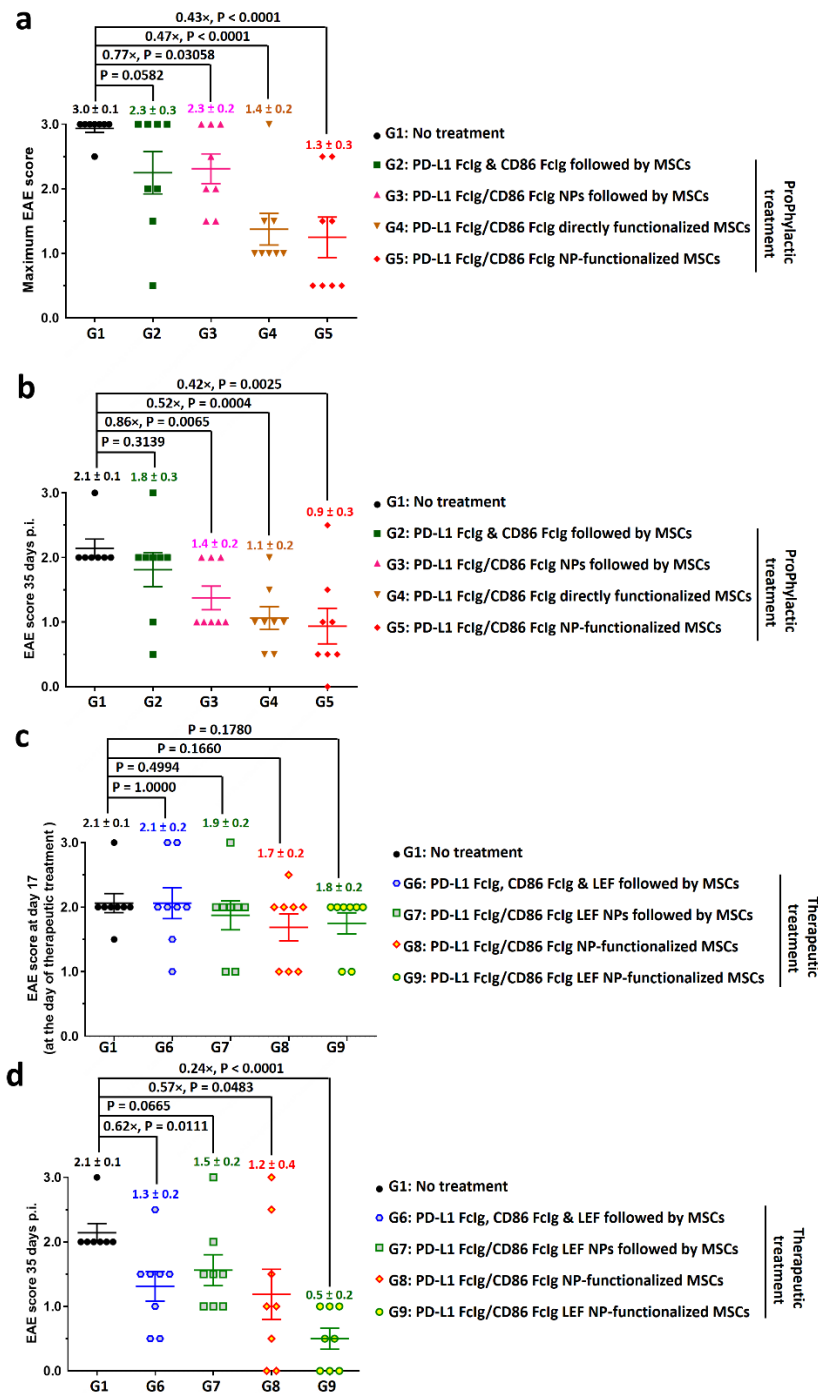 a
0.43×, P < 0.0001
0.47×, P < 0.0001
0.77×, P = 0.03058
P = 0.0582
3.0 ± 0.1
2.3 ± 0.3
2.3 ± 0.2
1.4 ± 0.2
1.3 ± 0.3
Maximum EAE score
3.0
2.0
1.0
0.0
G1 G2 G3 G4 G5
G1: No treatment
G2: PD-L1 FcIg & CD86 FcIg followed by MSCs
G3: PD-L1 FcIg/CD86 FcIg NPs followed by MSCs
G4: PD-L1 FcIg/CD86 FcIg directly functionalized MSCs
G5: PD-L1 FcIg/CD86 FcIg NP-functionalized MSCs
ProPhylactic
treatment
b
0.42×, P = 0.0025
0.52×, P = 0.0004
0.86×, P = 0.0065
P = 0.3139
2.1 ± 0.1
1.8 ± 0.3
1.4 ± 0.2
1.1 ± 0.2
0.9 ± 0.3
EAE score 35 days p.i.
3.0
2.0
1.0
0.0
G1 G2 G3 G4 G5
G1: No treatment
G2: PD-L1 FcIg & CD86 FcIg followed by MSCs
G3: PD-L1 FcIg/CD86 FcIg NPs followed by MSCs
G4: PD-L1 FcIg/CD86 FcIg directly functionalized MSCs
G5: PD-L1 FcIg/CD86 FcIg NP-functionalized MSCs
ProPhylactic
treatment
c
P = 0.1780
P = 0.1660
P = 0.4994
P = 1.0000
2.1 ± 0.1
2.1 ± 0.2
1.9 ± 0.2
1.7 ± 0.2
1.8 ± 0.2
EAE score at day 17
(at the day of therapeutic treatment )
3.0
2.0
1.0
0.0
G1 G6 G7 G8 G9
G1: No treatment
G6: PD-L1 FcIg, CD86 FcIg & LEF followed by MSCs
G7: PD-L1 FcIg/CD86 FcIg LEF NPs followed by MSCs
G8: PD-L1 FcIg/CD86 FcIg NP-functionalized MSCs
G9: PD-L1 FcIg/CD86 FcIg LEF NP-functionalized MSCs
Therapeutic
treatment
d
0.24×, P < 0.0001
0.57×, P = 0.0483
P = 0.0665
0.62×, P = 0.0111
2.1 ± 0.1
1.3 ± 0.2
1.5 ± 0.2
1.2 ± 0.4
0.5 ± 0.2
EAE score 35 days p.i.
3.0
2.0
1.0
0.0
G1 G6 G7 G8 G9
G1: No treatment
G6: PD-L1 FcIg, CD86 FcIg & LEF followed by MSCs
G7: PD-L1 FcIg/CD86 FcIg LEF NPs followed by MSCs
G8: PD-L1 FcIg/CD86 FcIg NP-functionalized MSCs
G9: PD-L1 FcIg/CD86 FcIg LEF NP-functionalized MSCs
Therapeutic
treatment